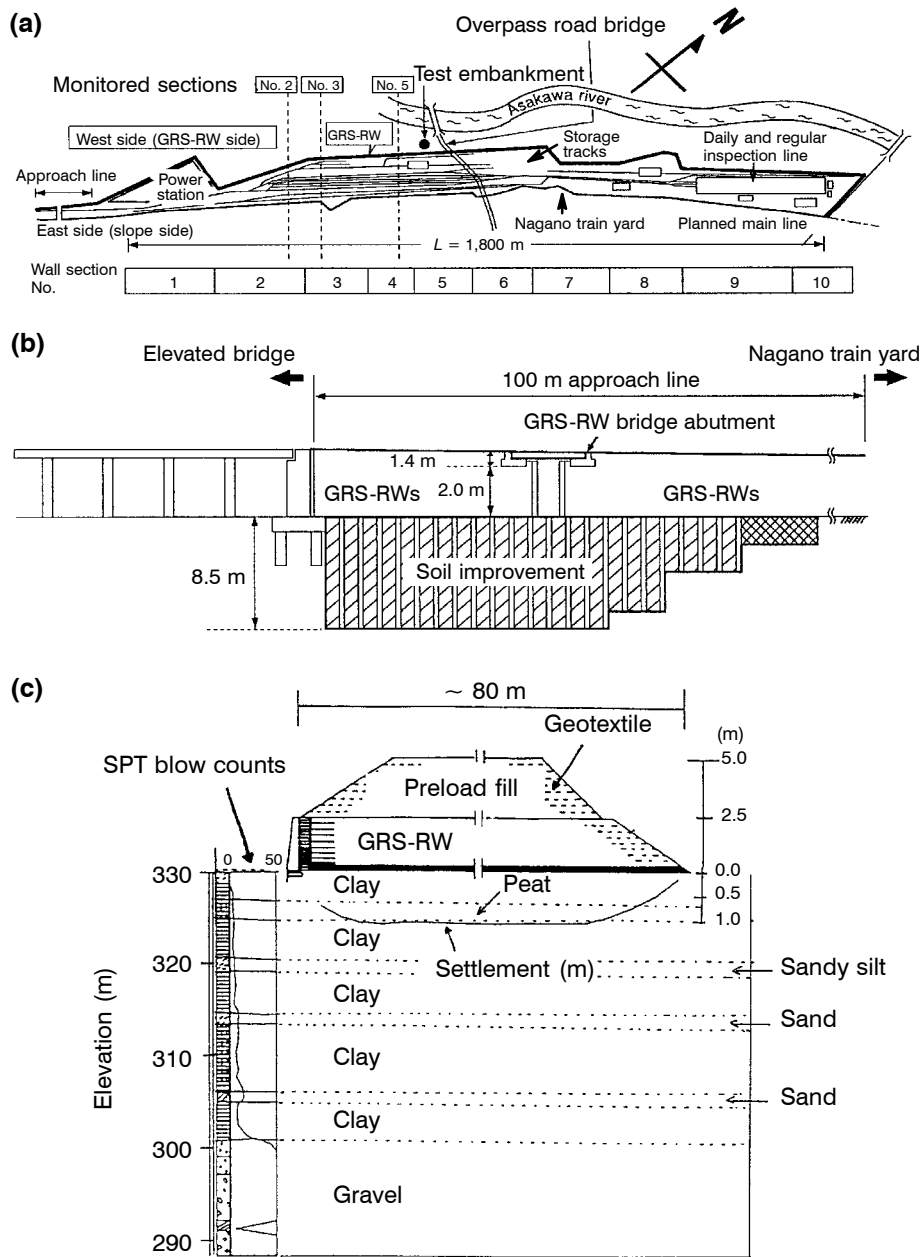 (a)
Overpass road bridge
N
Monitored sections
No. 2
No. 3
No. 5
Test embankment
Asakawa river
West side (GRS-RW side)
GRS-RW
Storage
tracks
Daily and regular
inspection line
Approach line
Power
station
East side (slope side)
Nagano train yard
Planned main line
L = 1,800 m
Wall section
No.
1 2 3 4 5 6 7 8 9 10
(b)
Elevated bridge
Nagano train yard
100 m approach line
GRS-RW bridge abutment
1.4 m
2.0 m
GRS-RWs
GRS-RWs
8.5 m
Soil improvement
(c)
~ 80 m
Geotextile
(m)
SPT blow counts
5.0
Preload fill
2.5
GRS-RW
0 50
330
0.0
Clay
Peat
0.5
1.0
Clay
320
Settlement (m)
Sandy silt
Clay
Sand
Elevation (m)
310
Clay
Sand
Clay
300
Gravel
290